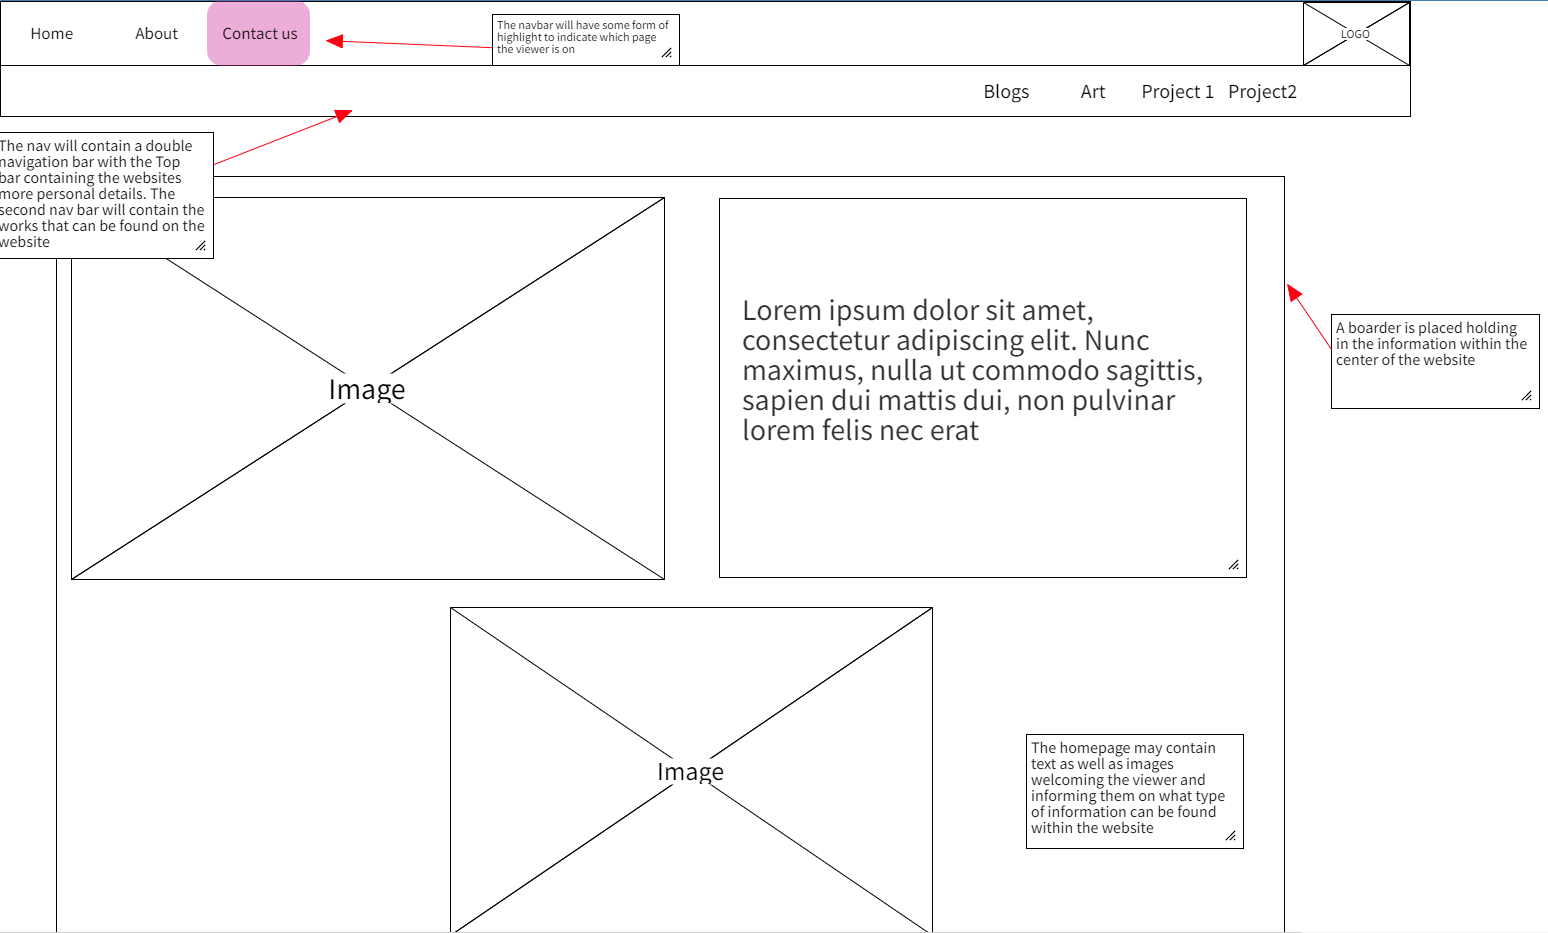 Home About Contact us
The navbar will have some form of
highlight to indicate which page
the viewer is on
LOGO
Blogs Art Project 1 Project2
The nav will contain a double
navigation bar with the Top
bar containing the websites
more personal details. The
second nav bar will contain the
works that can be found on the
website
Image
Lorem ipsum dolor sit amet,
consectetur adipiscing elit. Nunc
maximus, nulla ut commodo sagittis,
sapien dui mattis dui, non pulvinar
lorem felis nec erat
A boarder is placed holding
in the information within the
center of the website
Image
The homepage may contain
text as well as images
welcoming the viewer and
informing them on what type
of information can be found
within the website